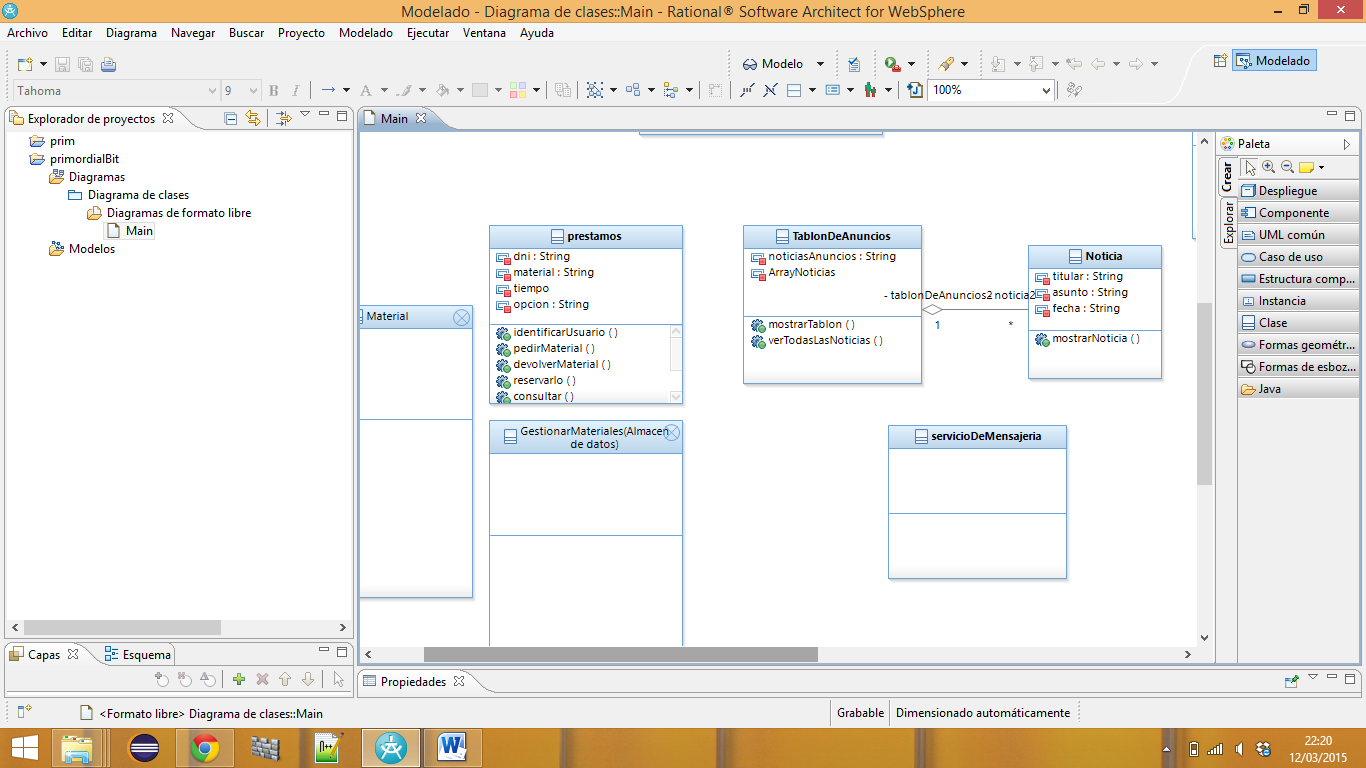 Modelado - Diagrama de clases::Main - Rational® Software Architect for WebSphere
Archivo Editar Diagrama Navegar Buscar Proyecto Modelado Ejecutar Ventana Ayuda
Modelo
Modelado
Tahoma 9 B I A 100%
Explorador de proyectos
prim
primordialBit
Diagramas
Diagrama de clases
Diagramas de formato libre
Main
Modelos
Capas Esquema
Main
Material
prestamos
dni : String
material : String
tiempo
opcion : String
identificarUsuario ( )
pedirMaterial ( )
devolverMaterial ( )
reservarlo ( )
consultar ( )
GestionarMateriales(Almacen
de datos)
TablonDeAnuncios
noticiasAnuncios : String
ArrayNoticias
mostrarTablon ( )
verTodasLasNoticias ( )
- tablonDeAnuncios2 noticia2
1 *
Noticia
titular : String
asunto : String
fecha : String
mostrarNoticia ( )
servicioDeMensajeria
Paleta
Crear
Explorar
Despliegue
Componente
UML común
Caso de uso
Estructura comp...
Instancia
Clase
Formas geométr...
Formas de esboz...
Java
Propiedades
<Formato libre> Diagrama de clases::Main
Grabable
Dimensionado automáticamente
n++
W
22:20
12/03/2015